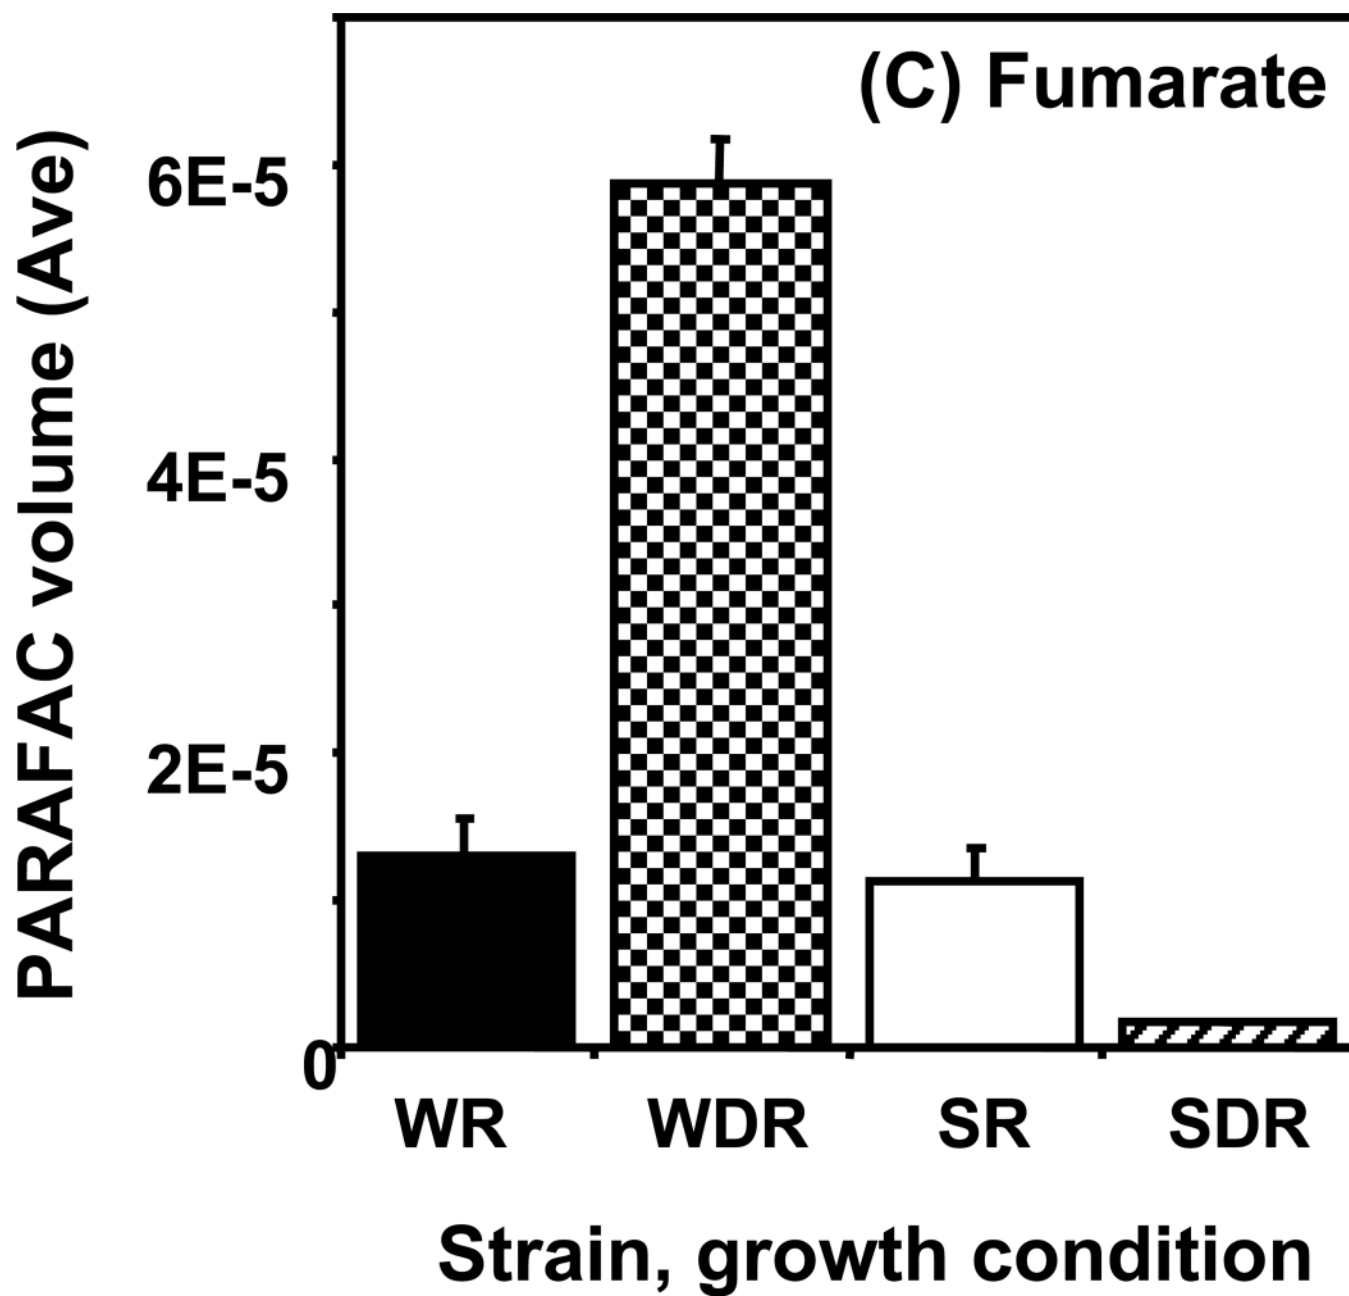 (C) Fumarate
PARAFAC volume (Ave)
6E-5
4E-5
2E-5
0
WR WDR SR SDR
Strain, growth condition